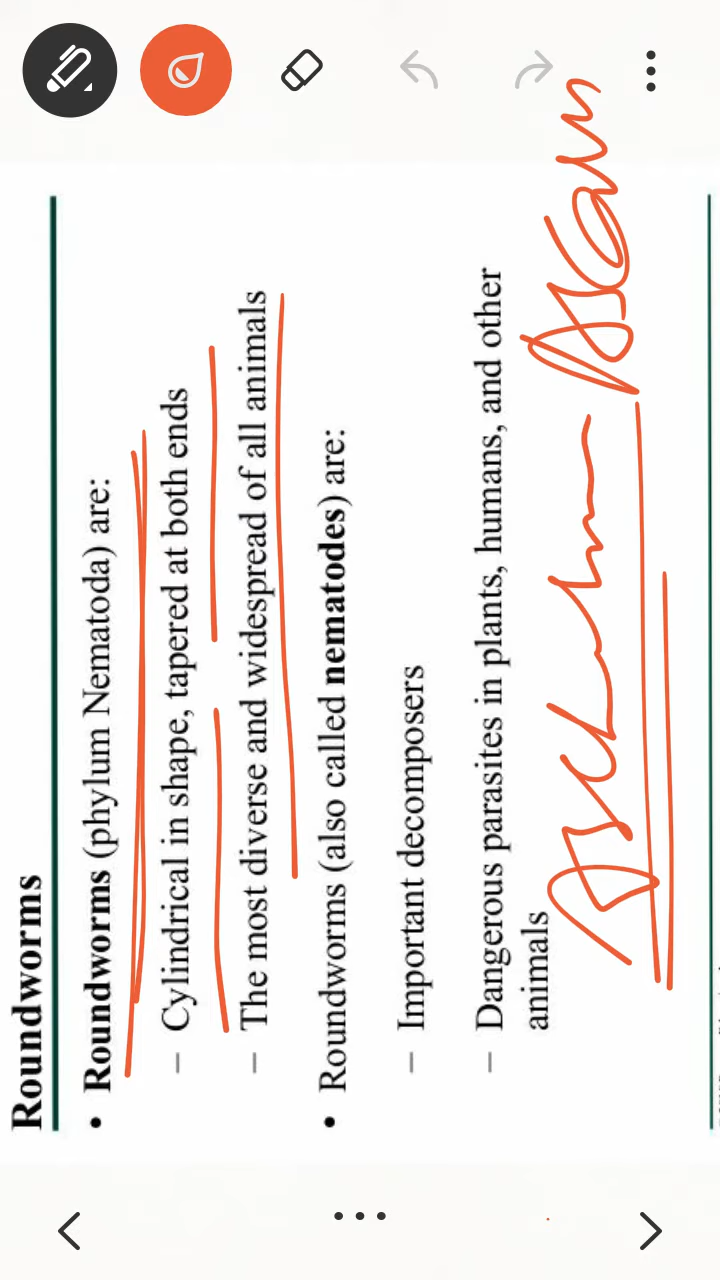 Roundworms
• Roundworms (phylum Nematoda) are:
– Cylindrical in shape, tapered at both ends
– The most diverse and widespread of all animals
• Roundworms (also called nematodes) are:
– Important decomposers
– Dangerous parasites in plants, humans, and other
animals